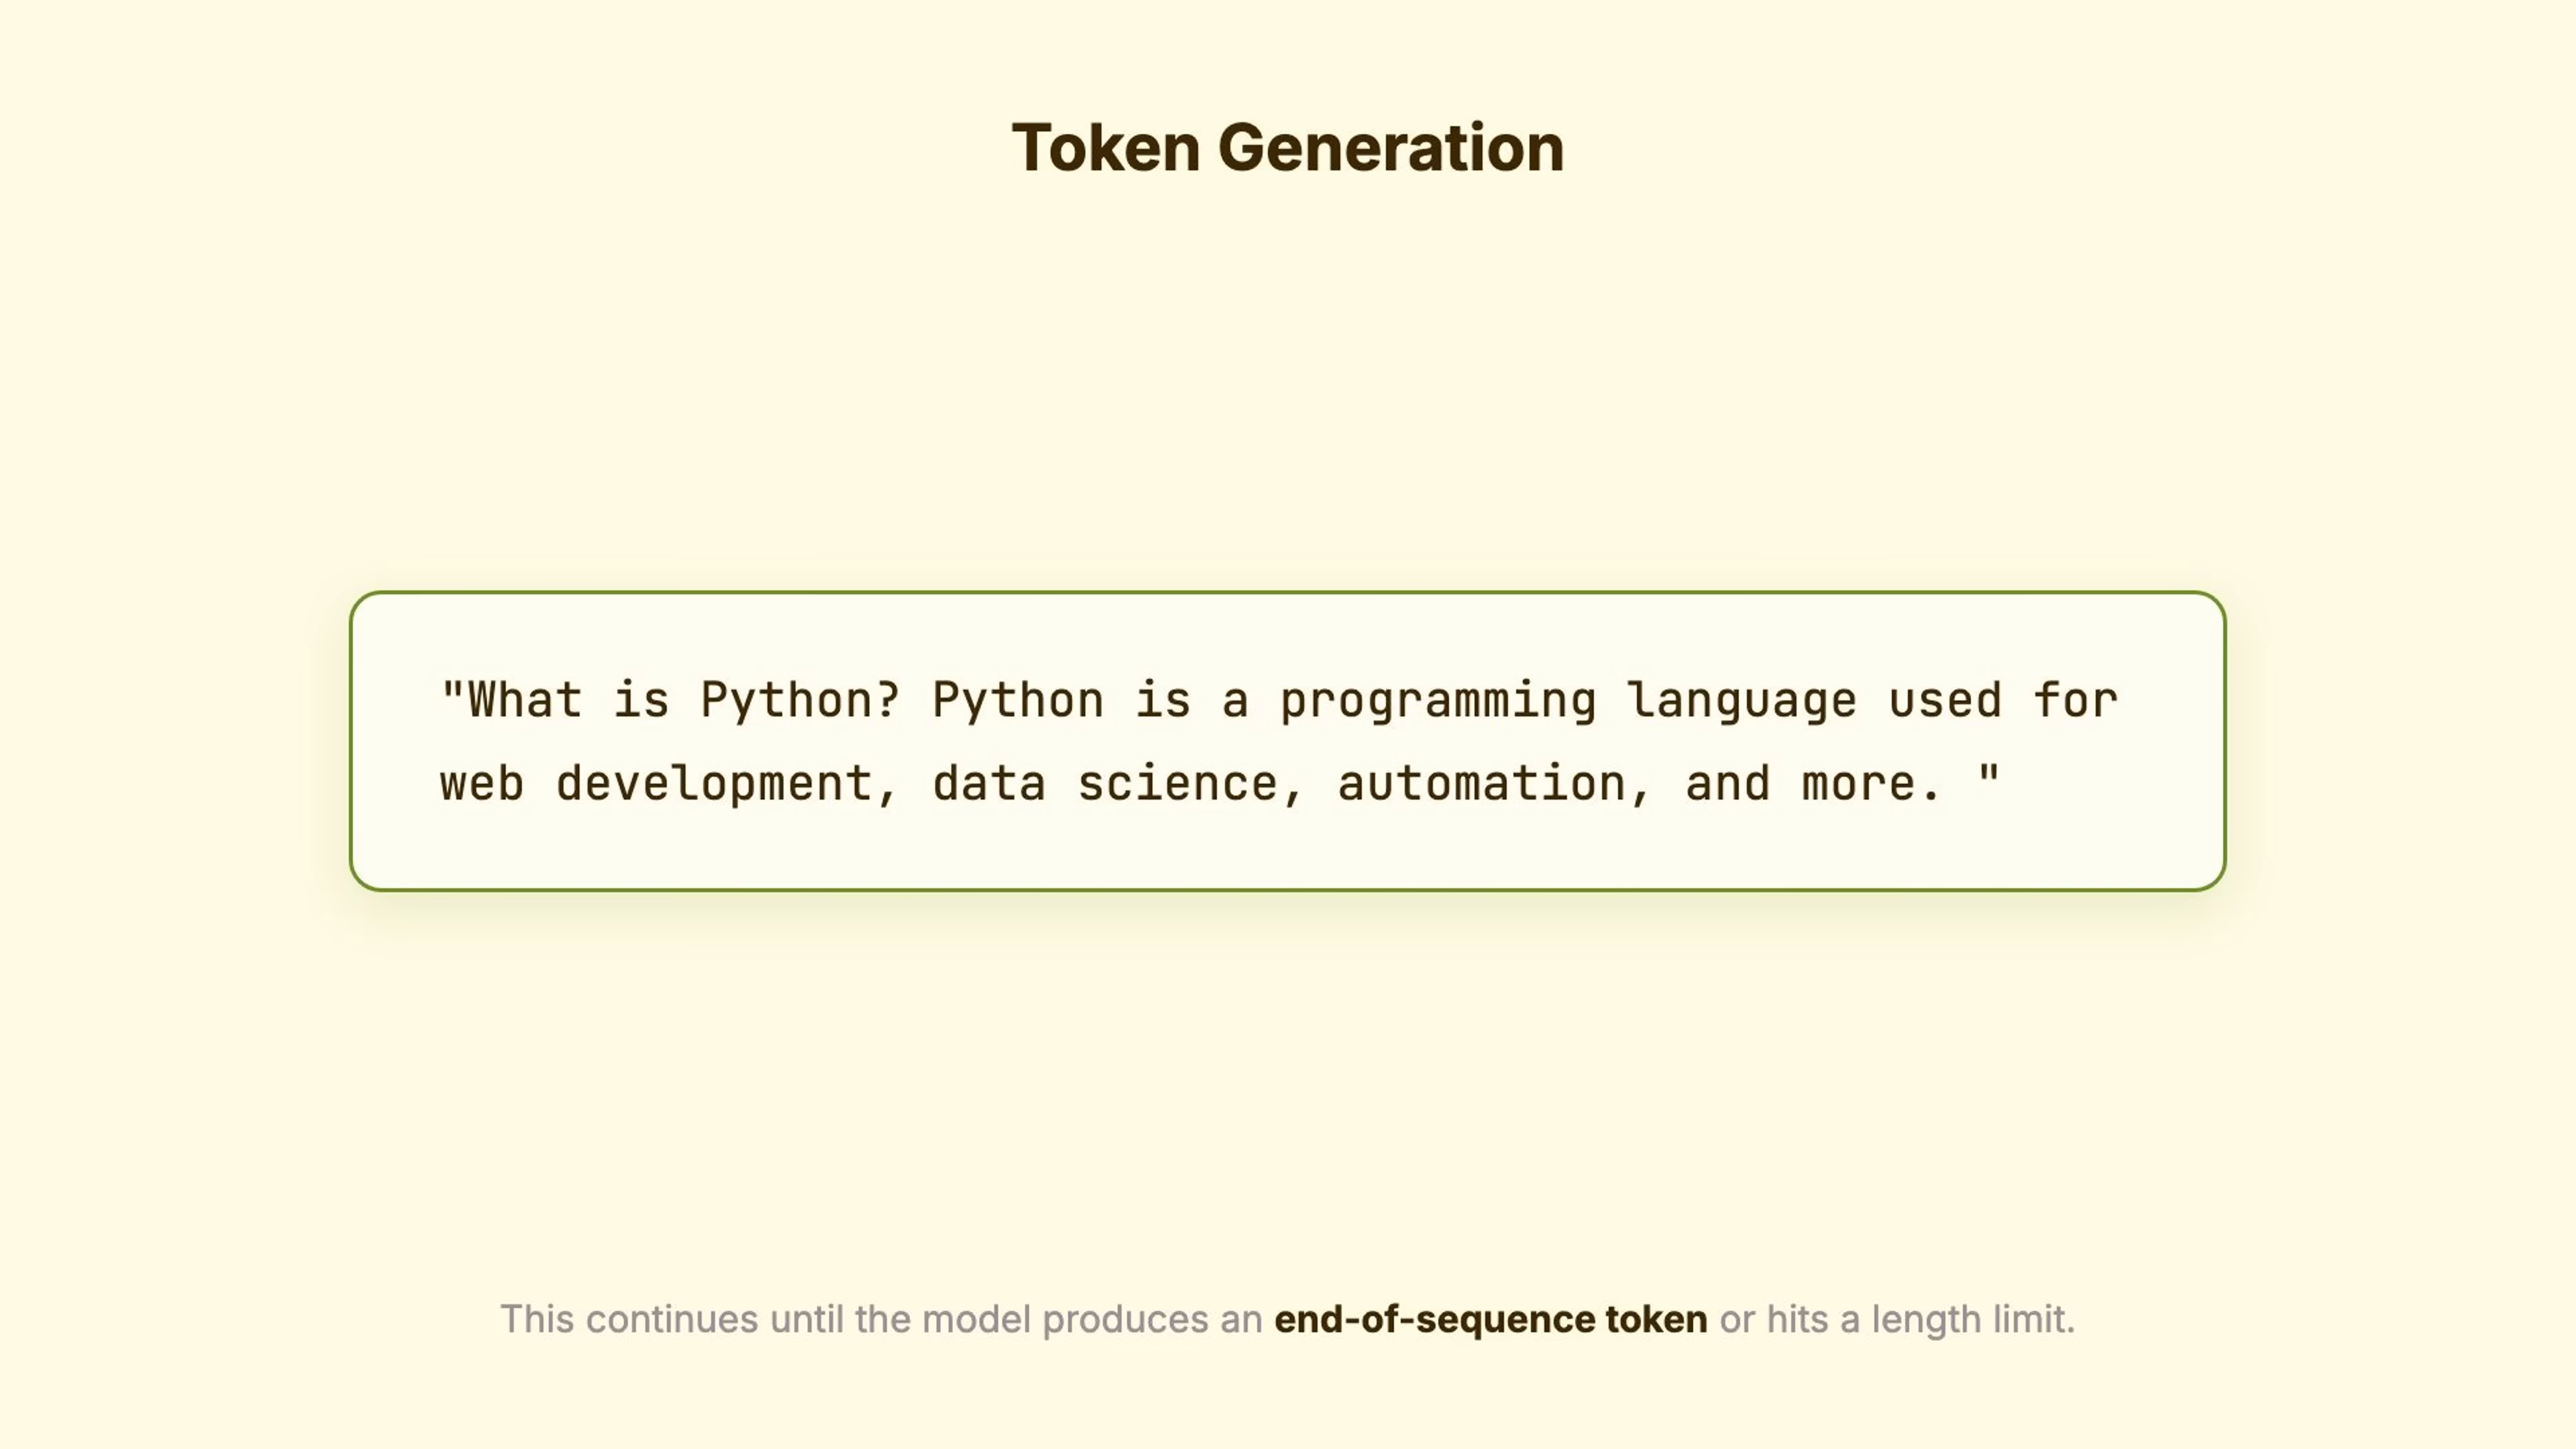 Token Generation
"What is Python? Python is a programming language used for
web development, data science, automation, and more. "
This continues until the model produces an end-of-sequence token or hits a length limit.